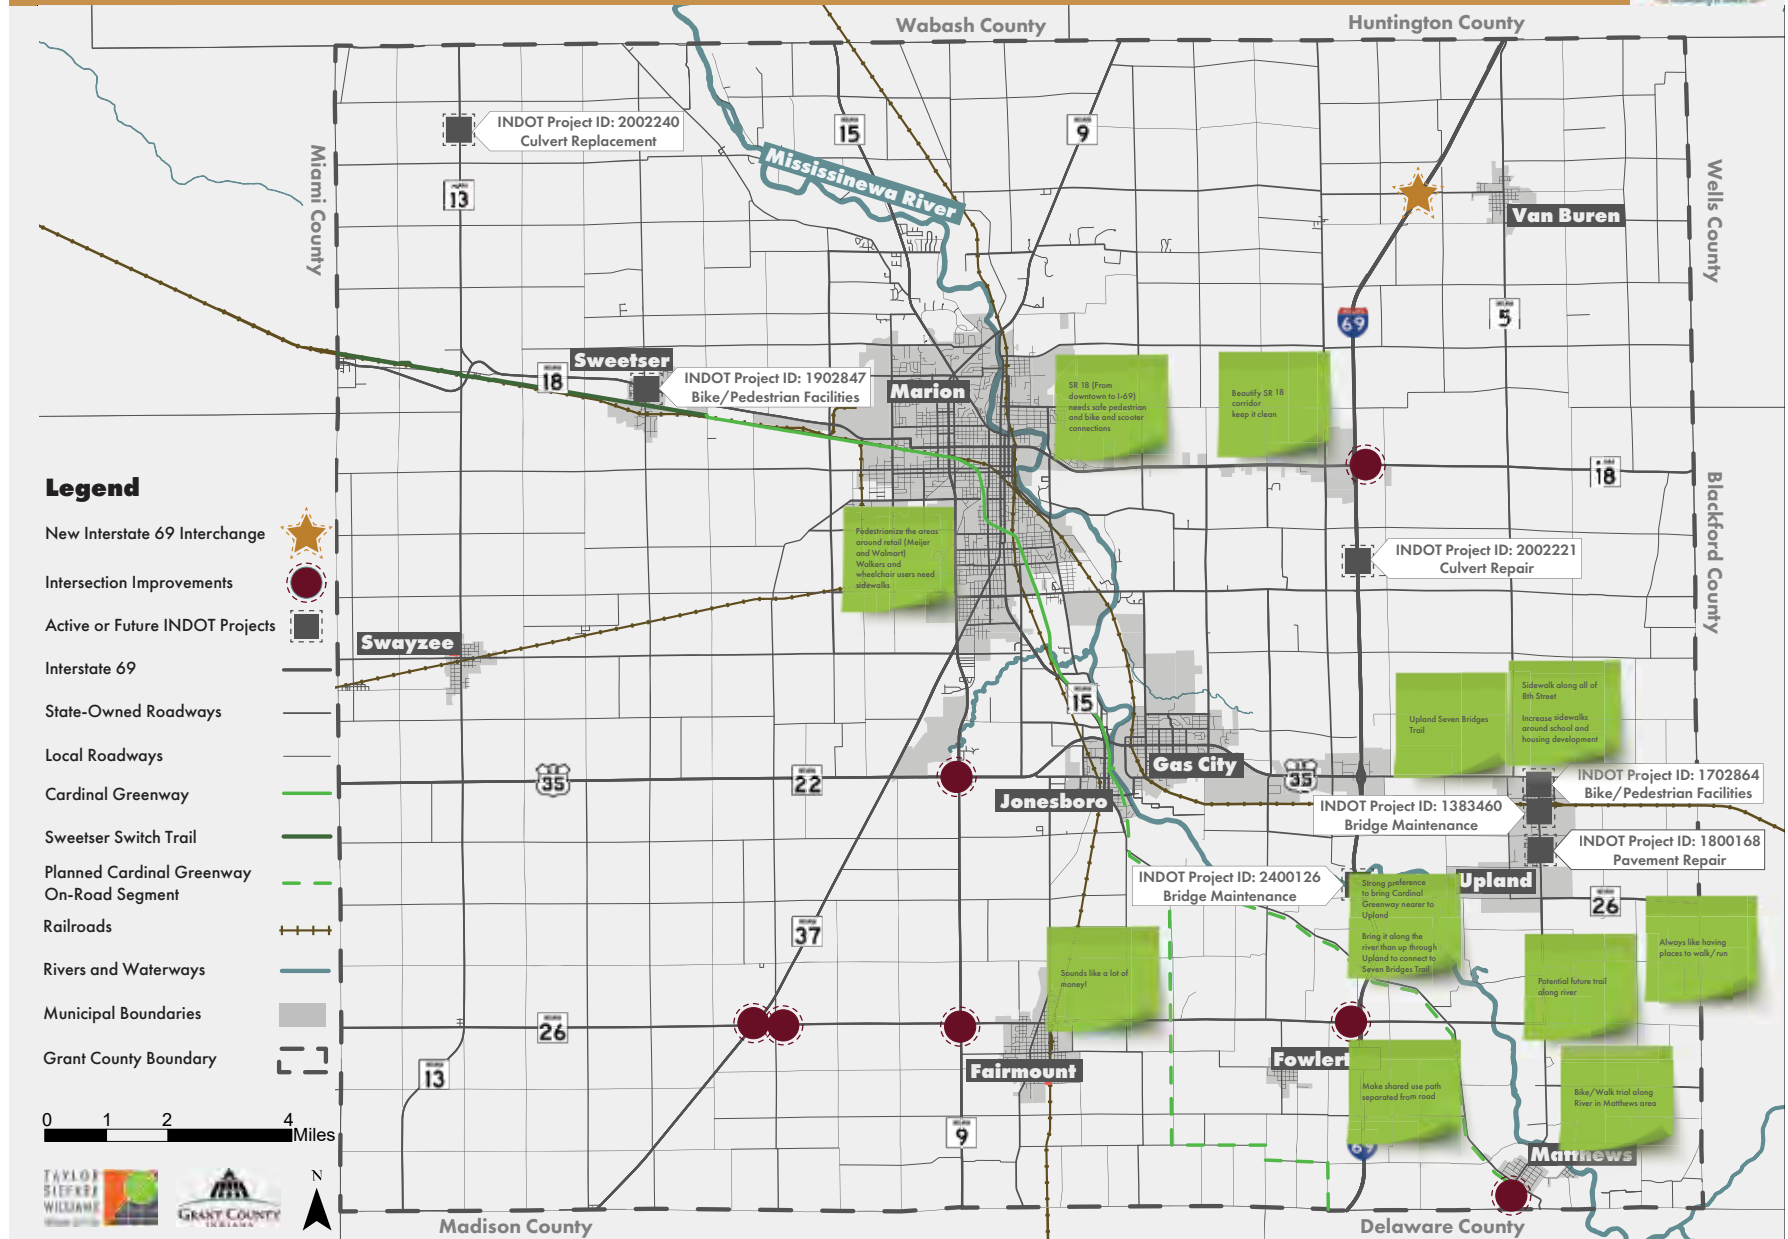 Wabash County
Huntington County
Miami County
Wells County
Blackford County
Madison County
Delaware County
INDOT Project ID: 2002240
Culvert Replacement
15
9
13
Mississinewa River
Van Buren
69
5
Sweetser
18
INDOT Project ID: 1902847
Bike/Pedestrian Facilities
Marion
SR 18 (From
downtown to I-69)
needs safe pedestrian
and bike and scooter
connections
Beautify SR 18
corridor
keep it clean
18
Legend
New Interstate 69 Interchange
Intersection Improvements
Active or Future INDOT Projects
Interstate 69
State-Owned Roadways
Local Roadways
Cardinal Greenway
Sweetser Switch Trail
Planned Cardinal Greenway
On-Road Segment
Railroads
Rivers and Waterways
Municipal Boundaries
Grant County Boundary
0 1 2 4
Miles
Pedestrianize the areas
around retail (Meijer
and Walmart)
Walkers and
wheelchair users need
sidewalks
INDOT Project ID: 2002221
Culvert Repair
Swayzee
15
Upland Seven Bridges
Trail
Sidewalk along all of
8th Street
Increase sidewalks
around school and
housing development
35
22
Gas City
35
Jonesboro
INDOT Project ID: 1702864
Bike/Pedestrian Facilities
INDOT Project ID: 1383460
Bridge Maintenance
INDOT Project ID: 1800168
Pavement Repair
INDOT Project ID: 2400126
Bridge Maintenance
Upland
26
Strong preference
to bring Cardinal
Greenway nearer to
Upland
Bring it along the
river than up through
Upland to connect to
Seven Bridges Trail
37
Sounds like a lot of
money!
Potential future trail
along river
Always like having
places to walk/run
26
13
Fairmount
Fowlert
Make shared use path
separated from road
Bike/Walk trial along
River in Matthews area
9
69
Matthews
TAYLOR
SIEFKER
WILLIAMS
GRANT COUNTY
INDIANA
N